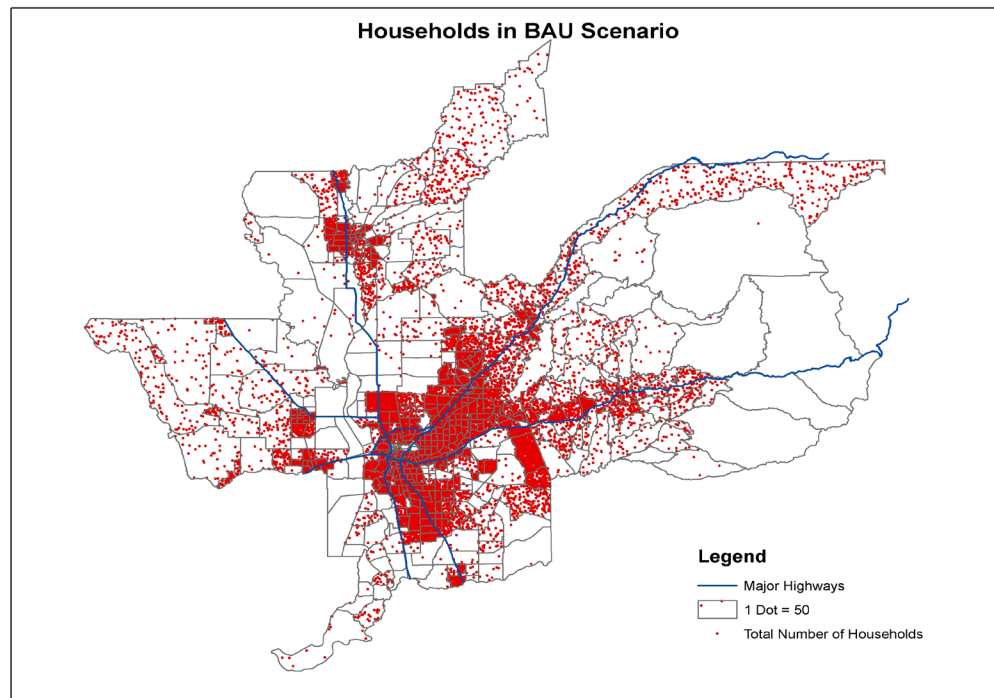 Households in BAU Scenario
Legend
Major Highways
1 Dot = 50
Total Number of Households